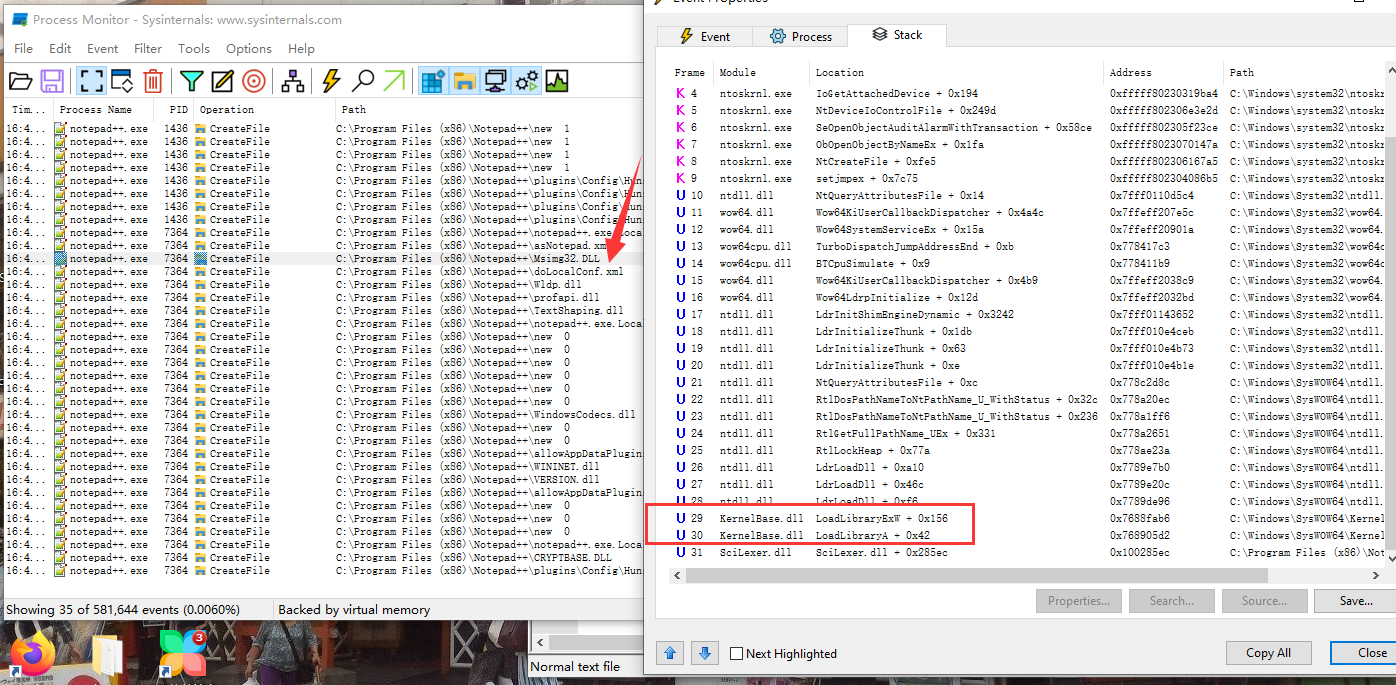 Process Monitor - Sysinternals: www.sysinternals.com
File Edit Event Filter Tools Options Help
Tim... Process Name PID Operation Path
16:4... notepad++.exe 1436 CreateFile C:\Program Files (x86)\Notepad++\new 1
16:4... notepad++.exe 1436 CreateFile C:\Program Files (x86)\Notepad++\new 1
16:4... notepad++.exe 1436 CreateFile C:\Program Files (x86)\Notepad++\new 1
16:4... notepad++.exe 1436 CreateFile C:\Program Files (x86)\Notepad++\new 1
16:4... notepad++.exe 1436 CreateFile C:\Program Files (x86)\Notepad++\plugins\Config\Hun
16:4... notepad++.exe 1436 CreateFile C:\Program Files (x86)\Notepad++\plugins\Config\Hun
16:4... notepad++.exe 1436 CreateFile C:\Program Files (x86)\Notepad++\plugins\Config\Hun
16:4... notepad++.exe 1436 CreateFile C:\Program Files (x86)\Notepad++\plugins\Config\Hun
16:4... notepad++.exe 7364 CreateFile C:\Program Files (x86)\Notepad++\notepad++.exe.Loca
16:4... notepad++.exe 7364 CreateFile C:\Program Files (x86)\Notepad++\asNotepad.xm
16:4... notepad++.exe 7364 CreateFile C:\Program Files (x86)\Notepad++\Msimg32.DLL
16:4... notepad++.exe 7364 CreateFile C:\Program Files (x86)\Notepad++\doLocalConf.xml
16:4... notepad++.exe 7364 CreateFile C:\Program Files (x86)\Notepad++\Wldp.dll
16:4... notepad++.exe 7364 CreateFile C:\Program Files (x86)\Notepad++\profapi.dll
16:4... notepad++.exe 7364 CreateFile C:\Program Files (x86)\Notepad++\TextShaping.dll
16:4... notepad++.exe 7364 CreateFile C:\Program Files (x86)\Notepad++\notepad++.exe.Loca
16:4... notepad++.exe 7364 CreateFile C:\Program Files (x86)\Notepad++\new 0
16:4... notepad++.exe 7364 CreateFile C:\Program Files (x86)\Notepad++\new 0
16:4... notepad++.exe 7364 CreateFile C:\Program Files (x86)\Notepad++\new 0
16:4... notepad++.exe 7364 CreateFile C:\Program Files (x86)\Notepad++\new 0
16:4... notepad++.exe 7364 CreateFile C:\Program Files (x86)\Notepad++\new 0
16:4... notepad++.exe 7364 CreateFile C:\Program Files (x86)\Notepad++\new 0
16:4... notepad++.exe 7364 CreateFile C:\Program Files (x86)\Notepad++\WindowsCodecs.dll
16:4... notepad++.exe 7364 CreateFile C:\Program Files (x86)\Notepad++\new 0
16:4... notepad++.exe 7364 CreateFile C:\Program Files (x86)\Notepad++\new 0
16:4... notepad++.exe 7364 CreateFile C:\Program Files (x86)\Notepad++\allowAppDataPlugin
16:4... notepad++.exe 7364 CreateFile C:\Program Files (x86)\Notepad++\WININET.dll
16:4... notepad++.exe 7364 CreateFile C:\Program Files (x86)\Notepad++\VERSION.dll
16:4... notepad++.exe 7364 CreateFile C:\Program Files (x86)\Notepad++\allowAppDataPlugin
16:4... notepad++.exe 7364 CreateFile C:\Program Files (x86)\Notepad++\new 0
16:4... notepad++.exe 7364 CreateFile C:\Program Files (x86)\Notepad++\new 0
16:4... notepad++.exe 7364 CreateFile C:\Program Files (x86)\Notepad++\new 0
16:4... notepad++.exe 7364 CreateFile C:\Program Files (x86)\Notepad++\notepad++.exe.Loca
16:4... notepad++.exe 7364 CreateFile C:\Program Files (x86)\Notepad++\CRYPTBASE.DLL
16:4... notepad++.exe 7364 CreateFile C:\Program Files (x86)\Notepad++\plugins\Config\Hun
Showing 35 of 581,644 events (0.0060%) Backed by virtual memory
3
Normal text file
Event Properties
Event Process Stack
Frame Module Location Address Path
K 4 ntoskrnl.exe IoGetAttachedDevice + 0x194 0xfffff80230319ba4 C:\Windows\system32\ntoskr
K 5 ntoskrnl.exe NtDeviceIoControlFile + 0x249d 0xfffff802306e3e2d C:\Windows\system32\ntoskr
K 6 ntoskrnl.exe SeOpenObjectAuditAlarmWithTransaction + 0x58ce 0xfffff802305f23ce C:\Windows\system32\ntoskr
K 7 ntoskrnl.exe ObOpenObjectByNameEx + 0x1fa 0xfffff8023070147a C:\Windows\system32\ntoskr
K 8 ntoskrnl.exe NtCreateFile + 0xfe5 0xfffff802306167a5 C:\Windows\system32\ntoskr
K 9 ntoskrnl.exe setjmpex + 0x7c75 0xfffff802304086b5 C:\Windows\system32\ntoskr
U 10 ntdll.dll NtQueryAttributesFile + 0x14 0x7fff0110d5c4 C:\Windows\System32\ntdll.
U 11 wow64.dll Wow64KiUserCallbackDispatcher + 0x4a4c 0x7ffeff207e5c C:\Windows\System32\wow64.
U 12 wow64.dll Wow64SystemServiceEx + 0x15a 0x7ffeff20901a C:\Windows\System32\wow64.
U 13 wow64cpu.dll TurboDispatchJumpAddressEnd + 0xb 0x778417c3 C:\Windows\System32\wow64c
U 14 wow64cpu.dll BTCpuSimulate + 0x9 0x778411b9 C:\Windows\System32\wow64c
U 15 wow64.dll Wow64KiUserCallbackDispatcher + 0x4b9 0x7ffeff2038c9 C:\Windows\System32\wow64.
U 16 wow64.dll Wow64LdrpInitialize + 0x12d 0x7ffeff2032bd C:\Windows\System32\wow64.
U 17 ntdll.dll LdrInitShimEngineDynamic + 0x3242 0x7fff01143652 C:\Windows\System32\ntdll.
U 18 ntdll.dll LdrInitializeThunk + 0x1db 0x7fff010e4ceb C:\Windows\System32\ntdll.
U 19 ntdll.dll LdrInitializeThunk + 0x63 0x7fff010e4b73 C:\Windows\System32\ntdll.
U 20 ntdll.dll LdrInitializeThunk + 0xe 0x7fff010e4b1e C:\Windows\System32\ntdll.
U 21 ntdll.dll NtQueryAttributesFile + 0xc 0x778c2d8c C:\Windows\SysWOW64\ntdll.
U 22 ntdll.dll RtlDosPathNameToNtPathName_U_WithStatus + 0x32c 0x778a20ec C:\Windows\SysWOW64\ntdll.
U 23 ntdll.dll RtlDosPathNameToNtPathName_U_WithStatus + 0x236 0x778a1ff6 C:\Windows\SysWOW64\ntdll.
U 24 ntdll.dll RtlGetFullPathName_UEx + 0x331 0x778a2651 C:\Windows\SysWOW64\ntdll.
U 25 ntdll.dll RtlLockHeap + 0x77a 0x778ae23a C:\Windows\SysWOW64\ntdll.
U 26 ntdll.dll LdrLoadDll + 0xa10 0x7789e7b0 C:\Windows\SysWOW64\ntdll.
U 27 ntdll.dll LdrLoadDll + 0x46c 0x7789e20c C:\Windows\SysWOW64\ntdll.
U 28 ntdll.dll LdrLoadDll + 0xf6 0x7789de96 C:\Windows\SysWOW64\ntdll.
U 29 KernelBase.dll LoadLibraryExW + 0x156 0x7688fab6 C:\Windows\SysWOW64\Kernel
U 30 KernelBase.dll LoadLibraryA + 0x42 0x768905d2 C:\Windows\SysWOW64\Kernel
U 31 SciLexer.dll SciLexer.dll + 0x285ec 0x100285ec C:\Program Files (x86)\Not
Properties... Search... Source... Save...
Next Highlighted Copy All Close